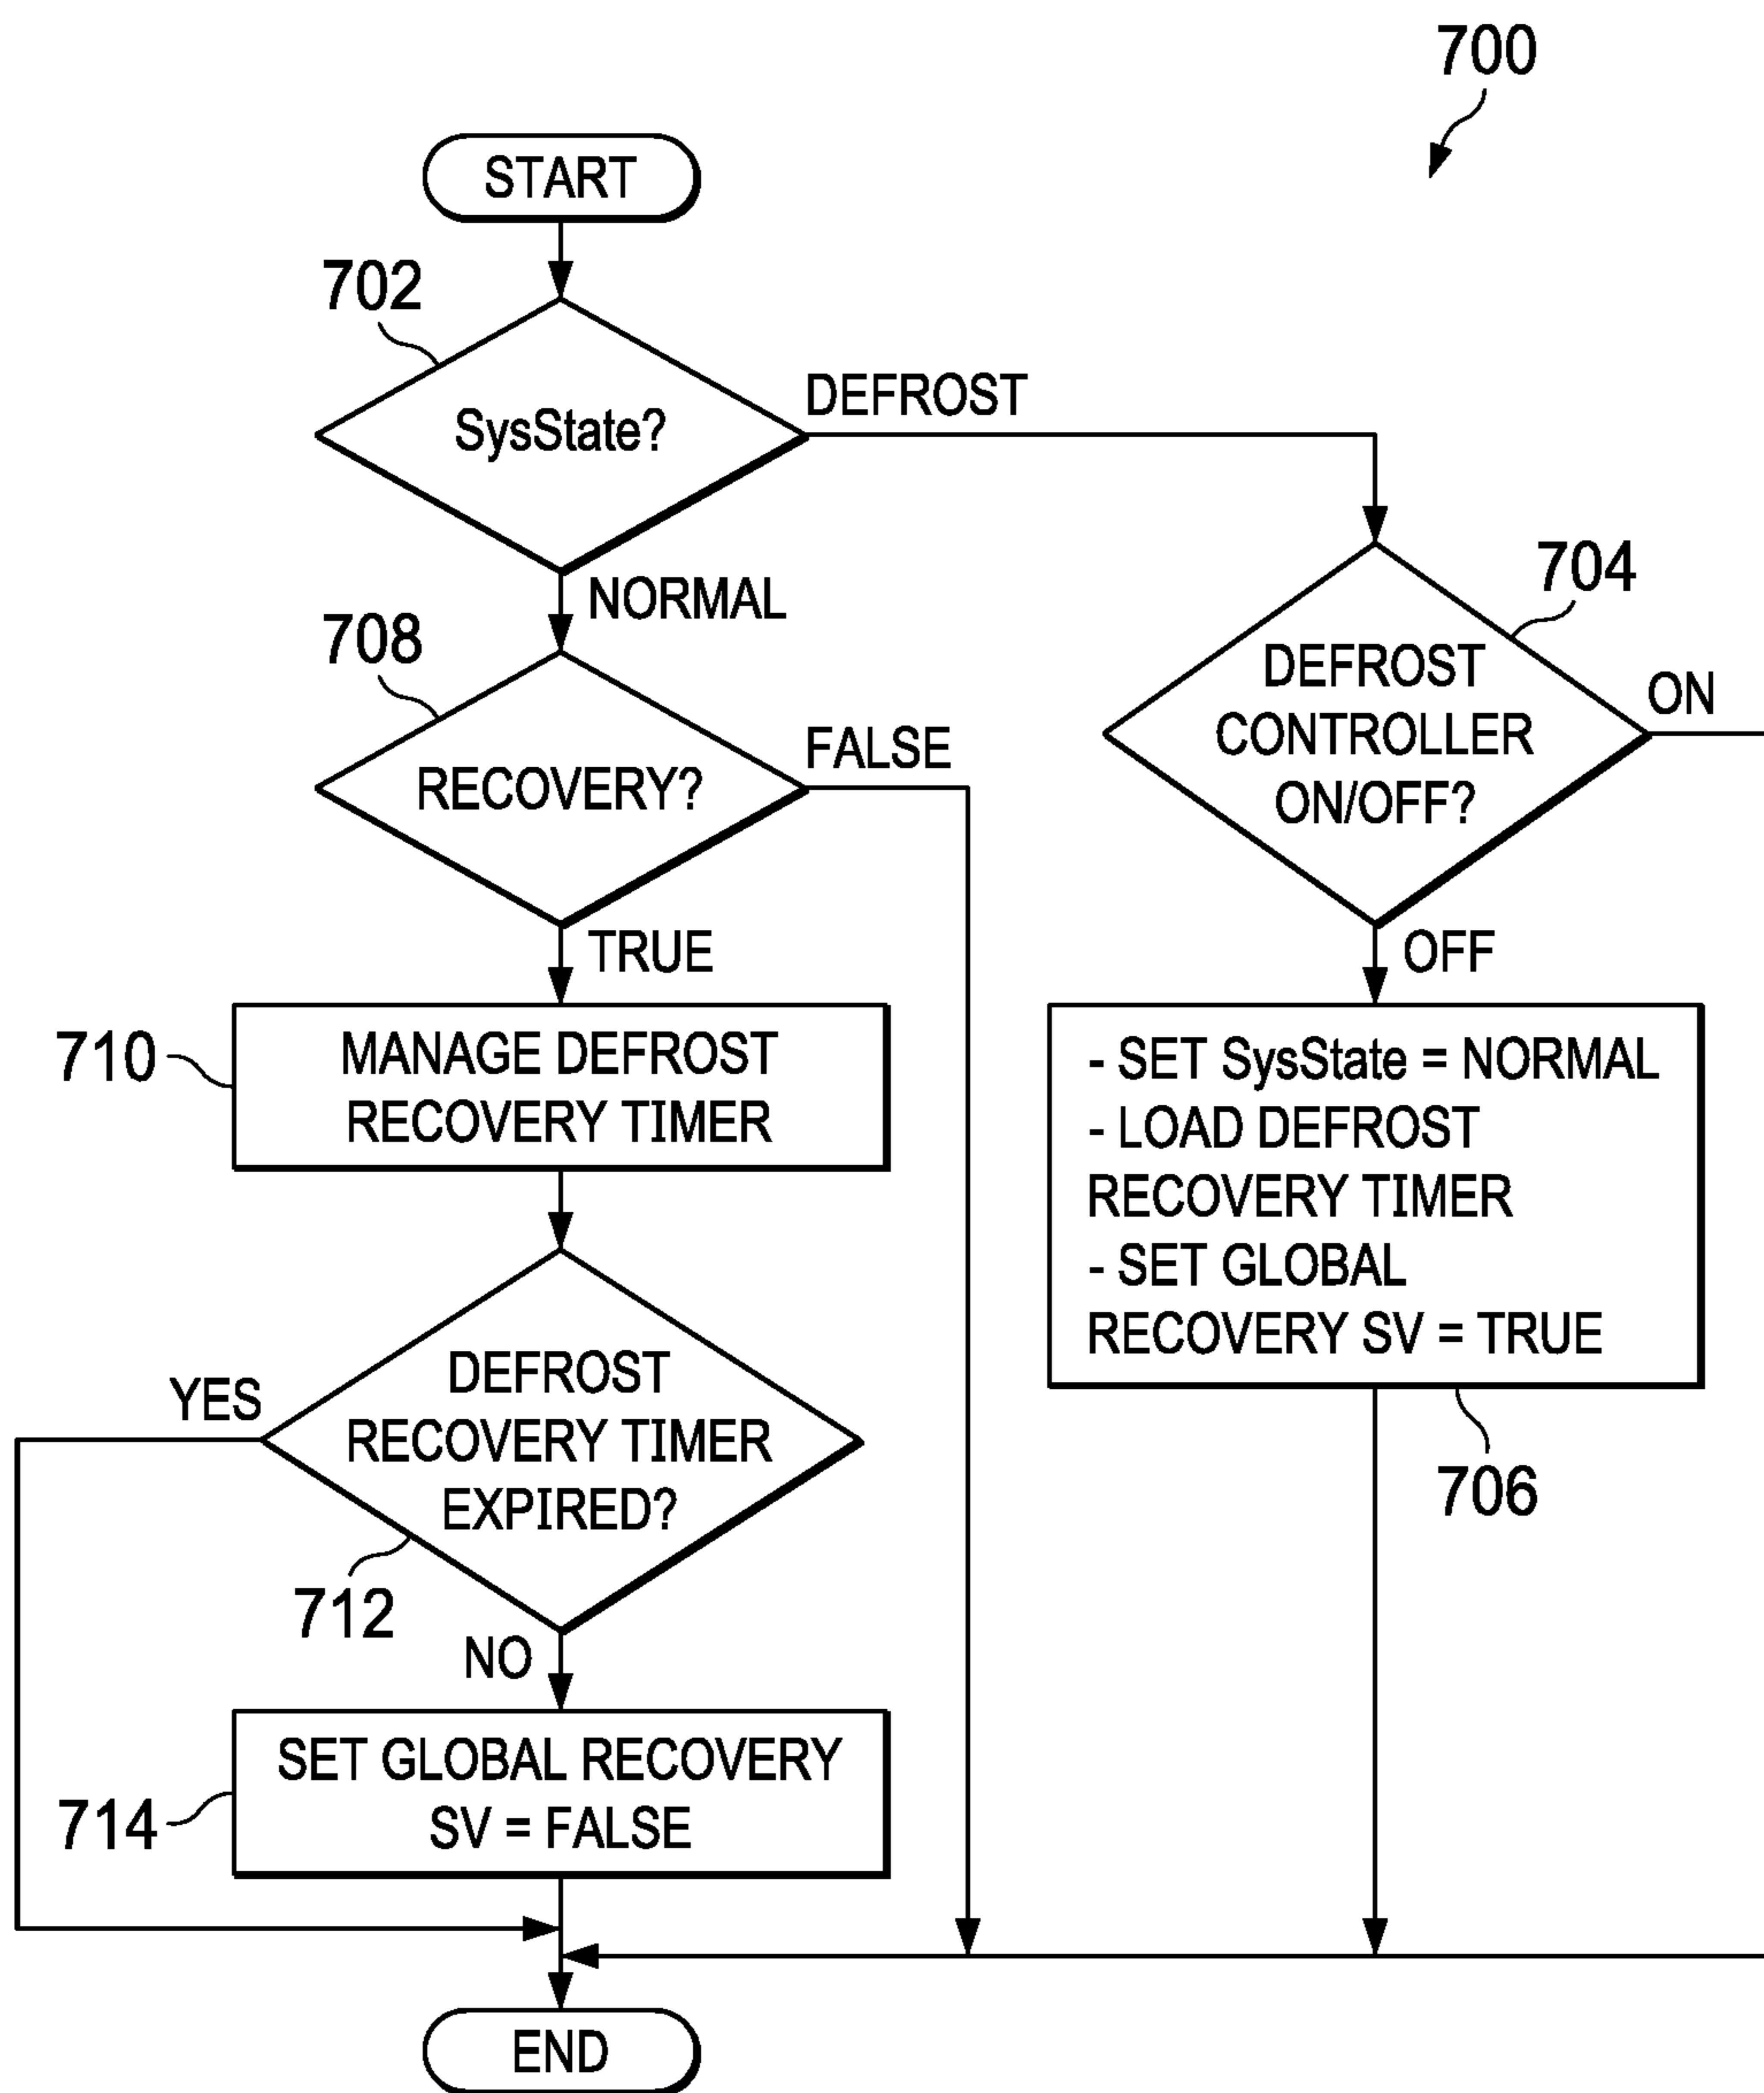 700
START
702
SysState?
DEFROST
NORMAL
704
DEFROST
CONTROLLER
ON/OFF?
ON
OFF
708
RECOVERY?
FALSE
TRUE
710
MANAGE DEFROST
RECOVERY TIMER
- SET SysState = NORMAL
- LOAD DEFROST
RECOVERY TIMER
- SET GLOBAL
RECOVERY SV = TRUE
706
YES
DEFROST
RECOVERY TIMER
EXPIRED?
712
NO
714
SET GLOBAL RECOVERY
SV = FALSE
END